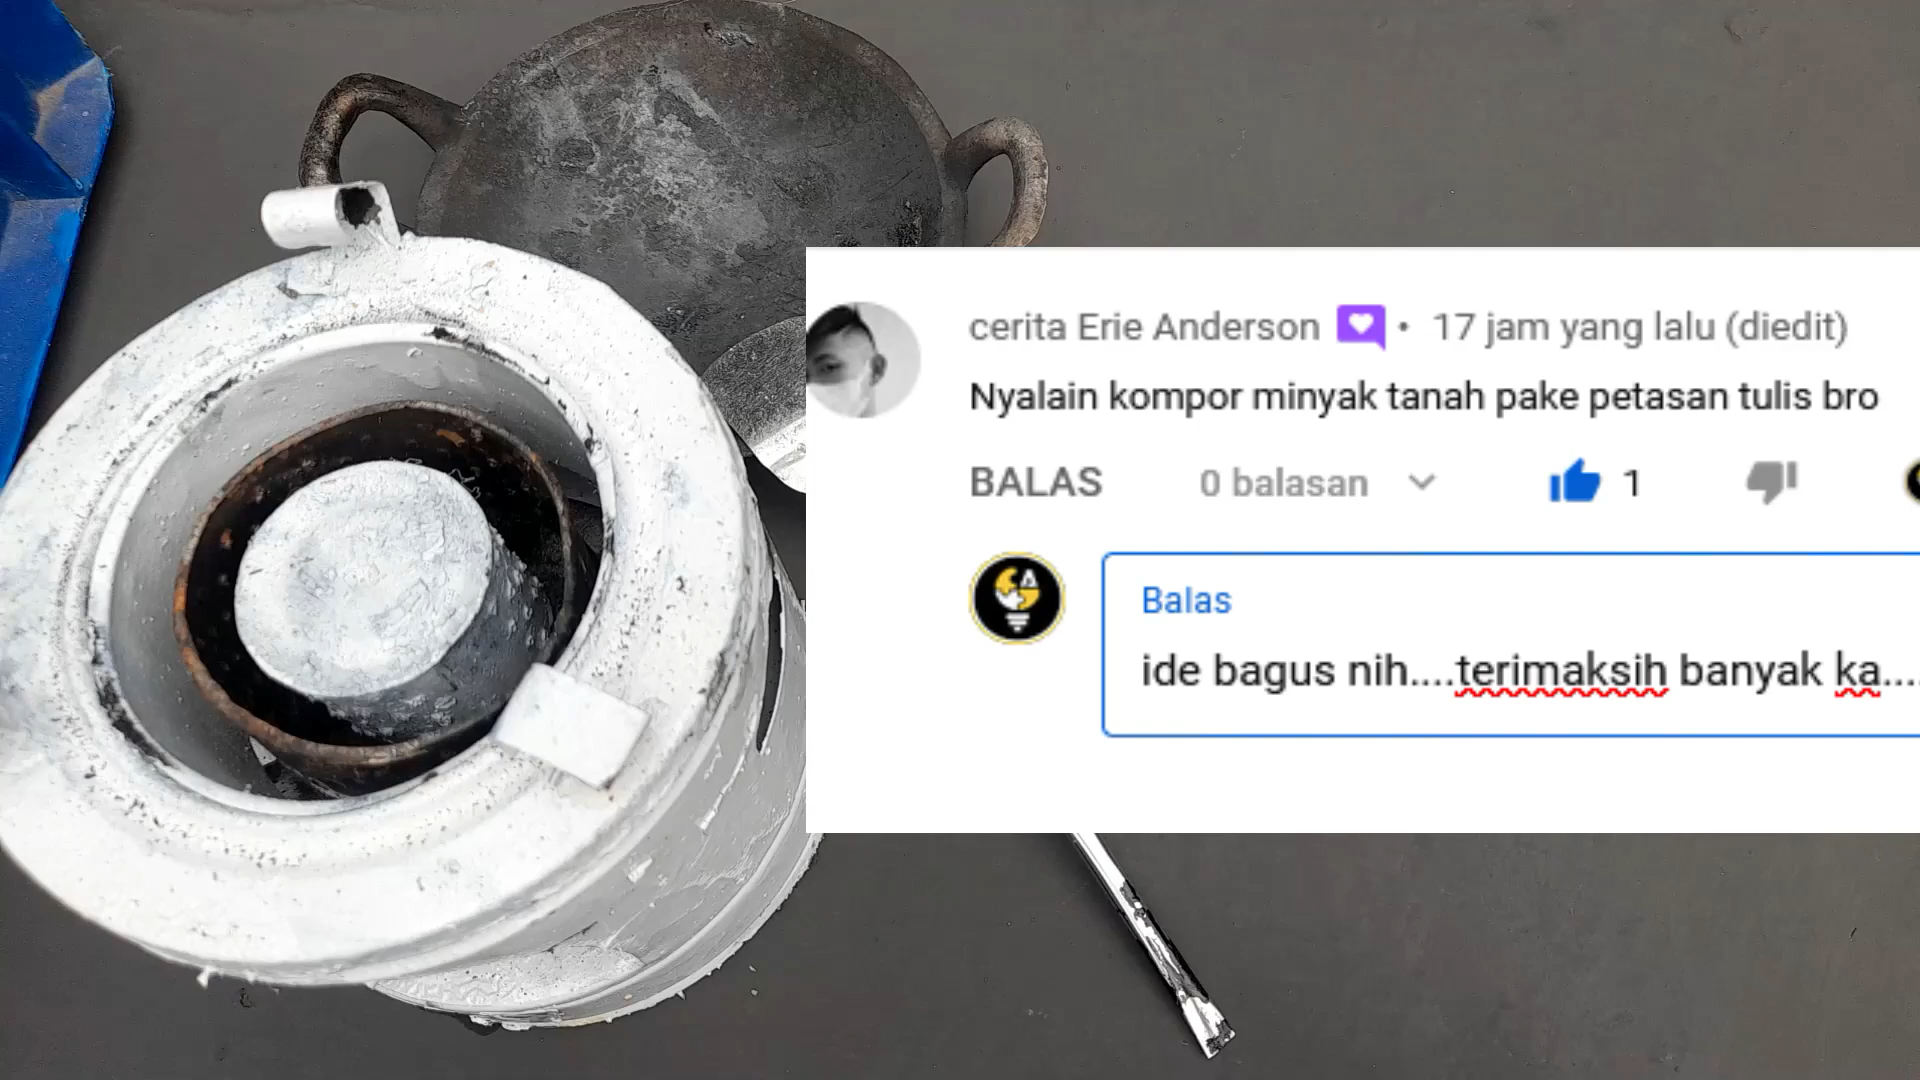 cerita Erie Anderson • 17 jam yang lalu (diedit)
Nyalain kompor minyak tanah pake petasan tulis bro
BALAS 0 balasan 1
Balas
ide bagus nih....terimaksih banyak ka....